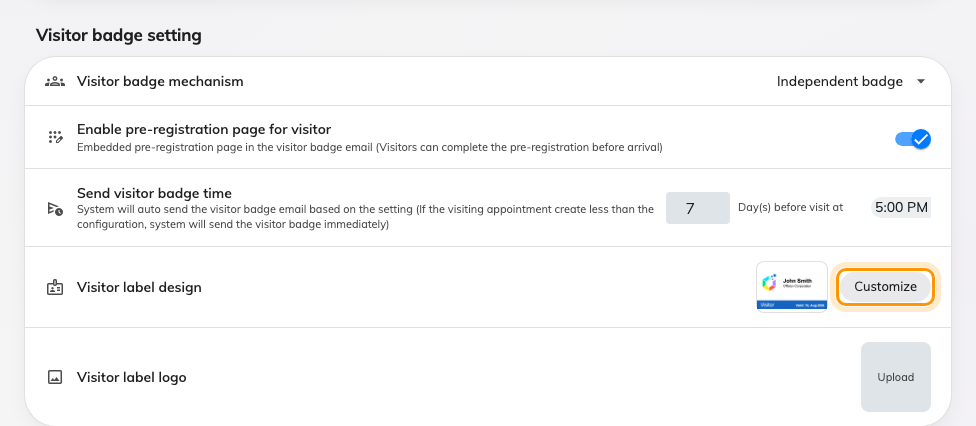 Visitor badge setting
Visitor badge mechanism
Independent badge
Enable pre-registration page for visitor
Embedded pre-registration page in the visitor badge email (Visitors can complete the pre-registration before arrival)
Send visitor badge time
System will auto send the visitor badge email based on the setting (If the visiting appointment create less than the
configuration, system will send the visitor badge immediately)
7
Day(s) before visit at
5:00 PM
Visitor label design
John Smith
Visitor
Customize
Visitor label logo
Upload